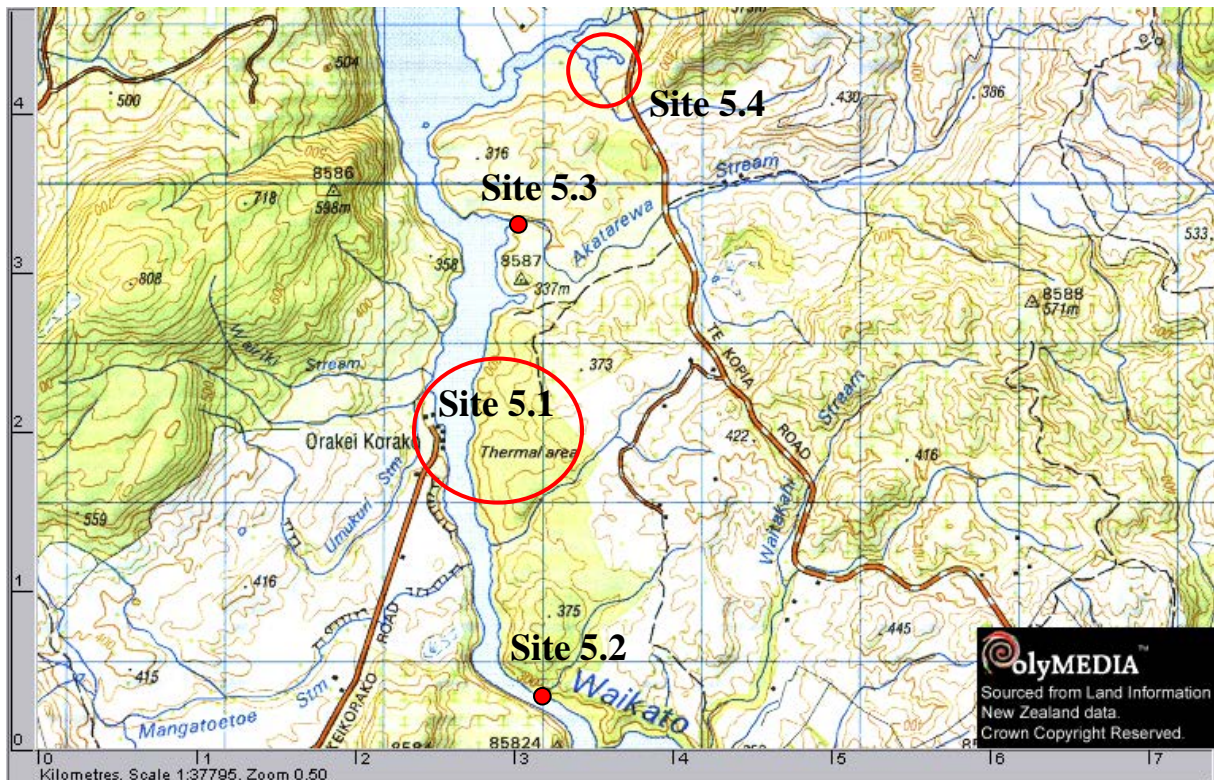 504
500
4
430
386
Site 5.4
316
Stream
8586
598m
718
Site 5.3
Akatarewa
533
358
8587
337m
3
808
8588
571m
Wairiki
Stream
TE KOPIA
ROAD
373
Site 5.1
Stream
2
Orakei Korako
Thermal area
422
416
Umukuri Stm
559
Waitakahi
1
416
375
445
ROAD
Site 5.2
415
Mangatoetoe Stm
Waikato
TEKORAKO
85824
0
0 1 2 3 4 5 6 7
Kilometres, Scale 1:37795, Zoom 0.50
PolyMEDIA™
Sourced from Land Information
New Zealand data.
Crown Copyright Reserved.